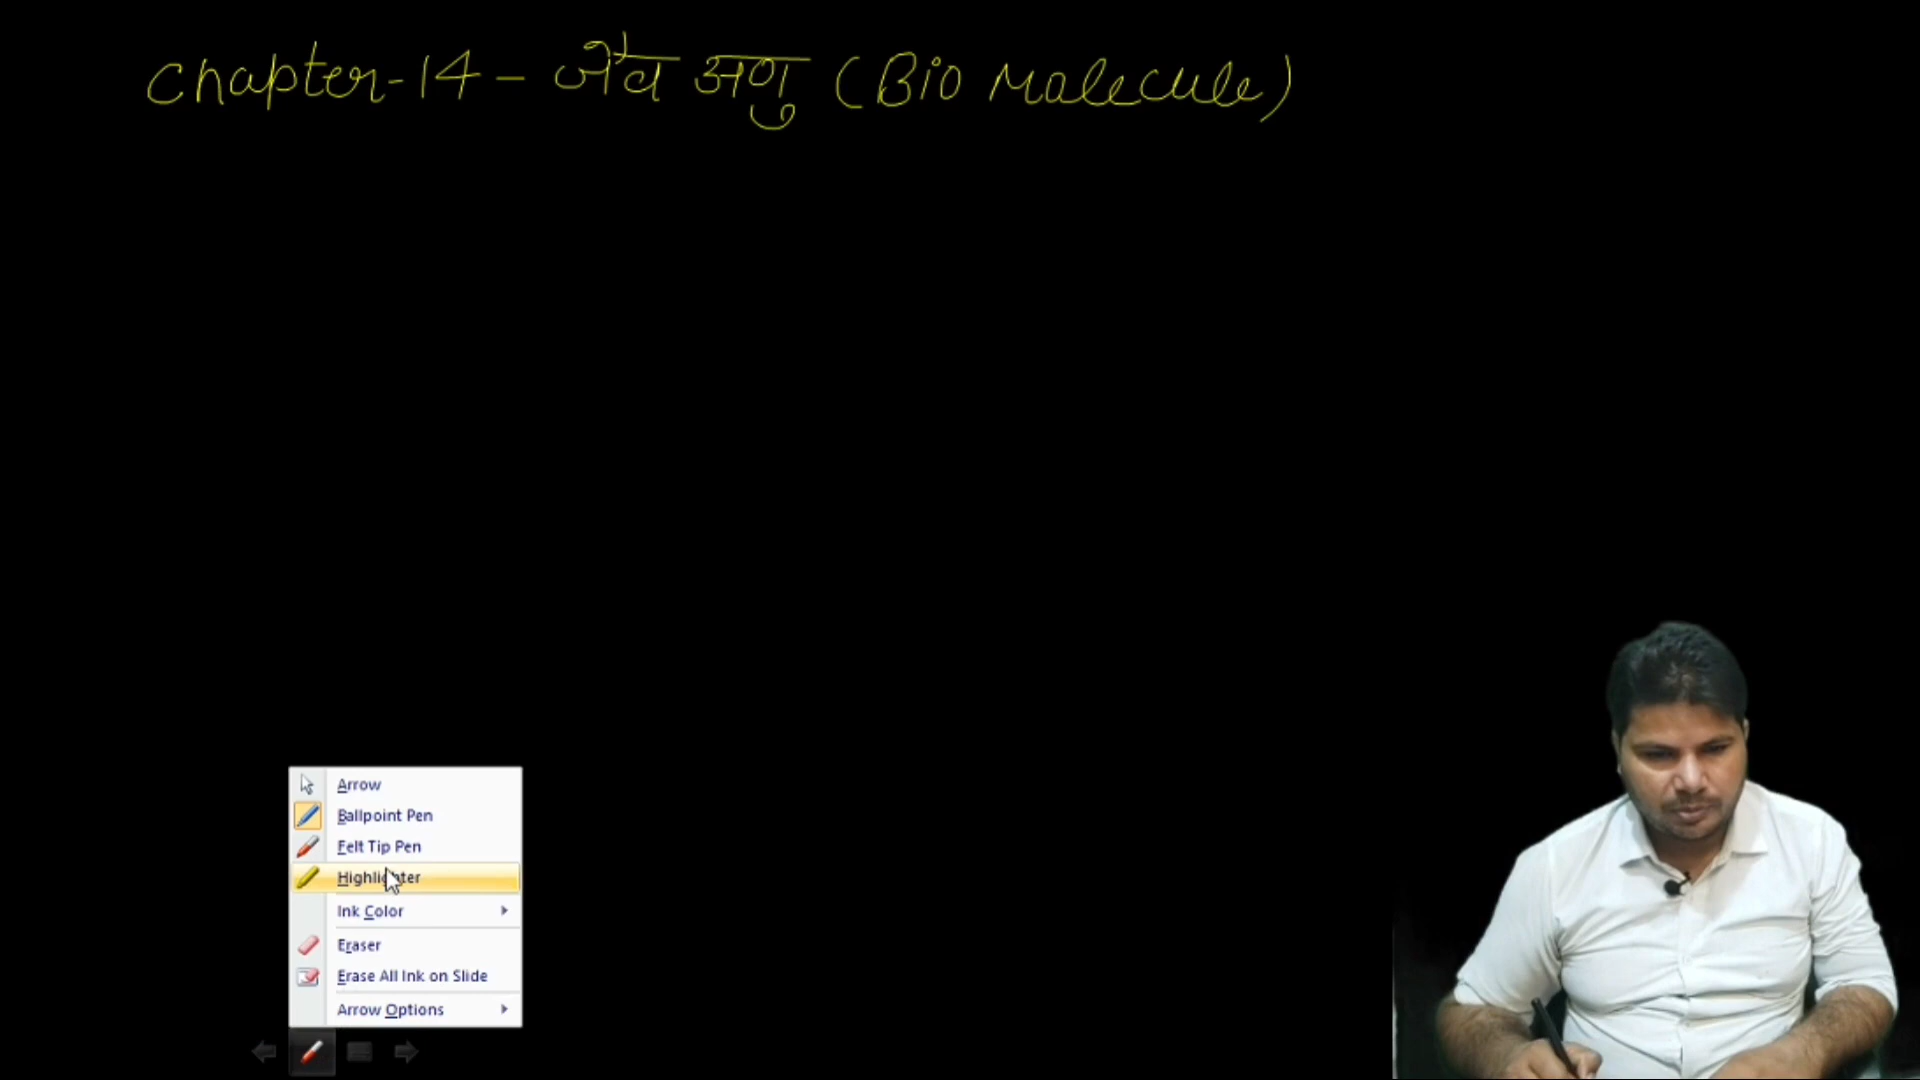 Chapter-14- जैव अणु (Bio Malecule)
Arrow
Ballpoint Pen
Felt Tip Pen
Highlighter
Ink Color
Eraser
Erase All Ink on Slide
Arrow Options